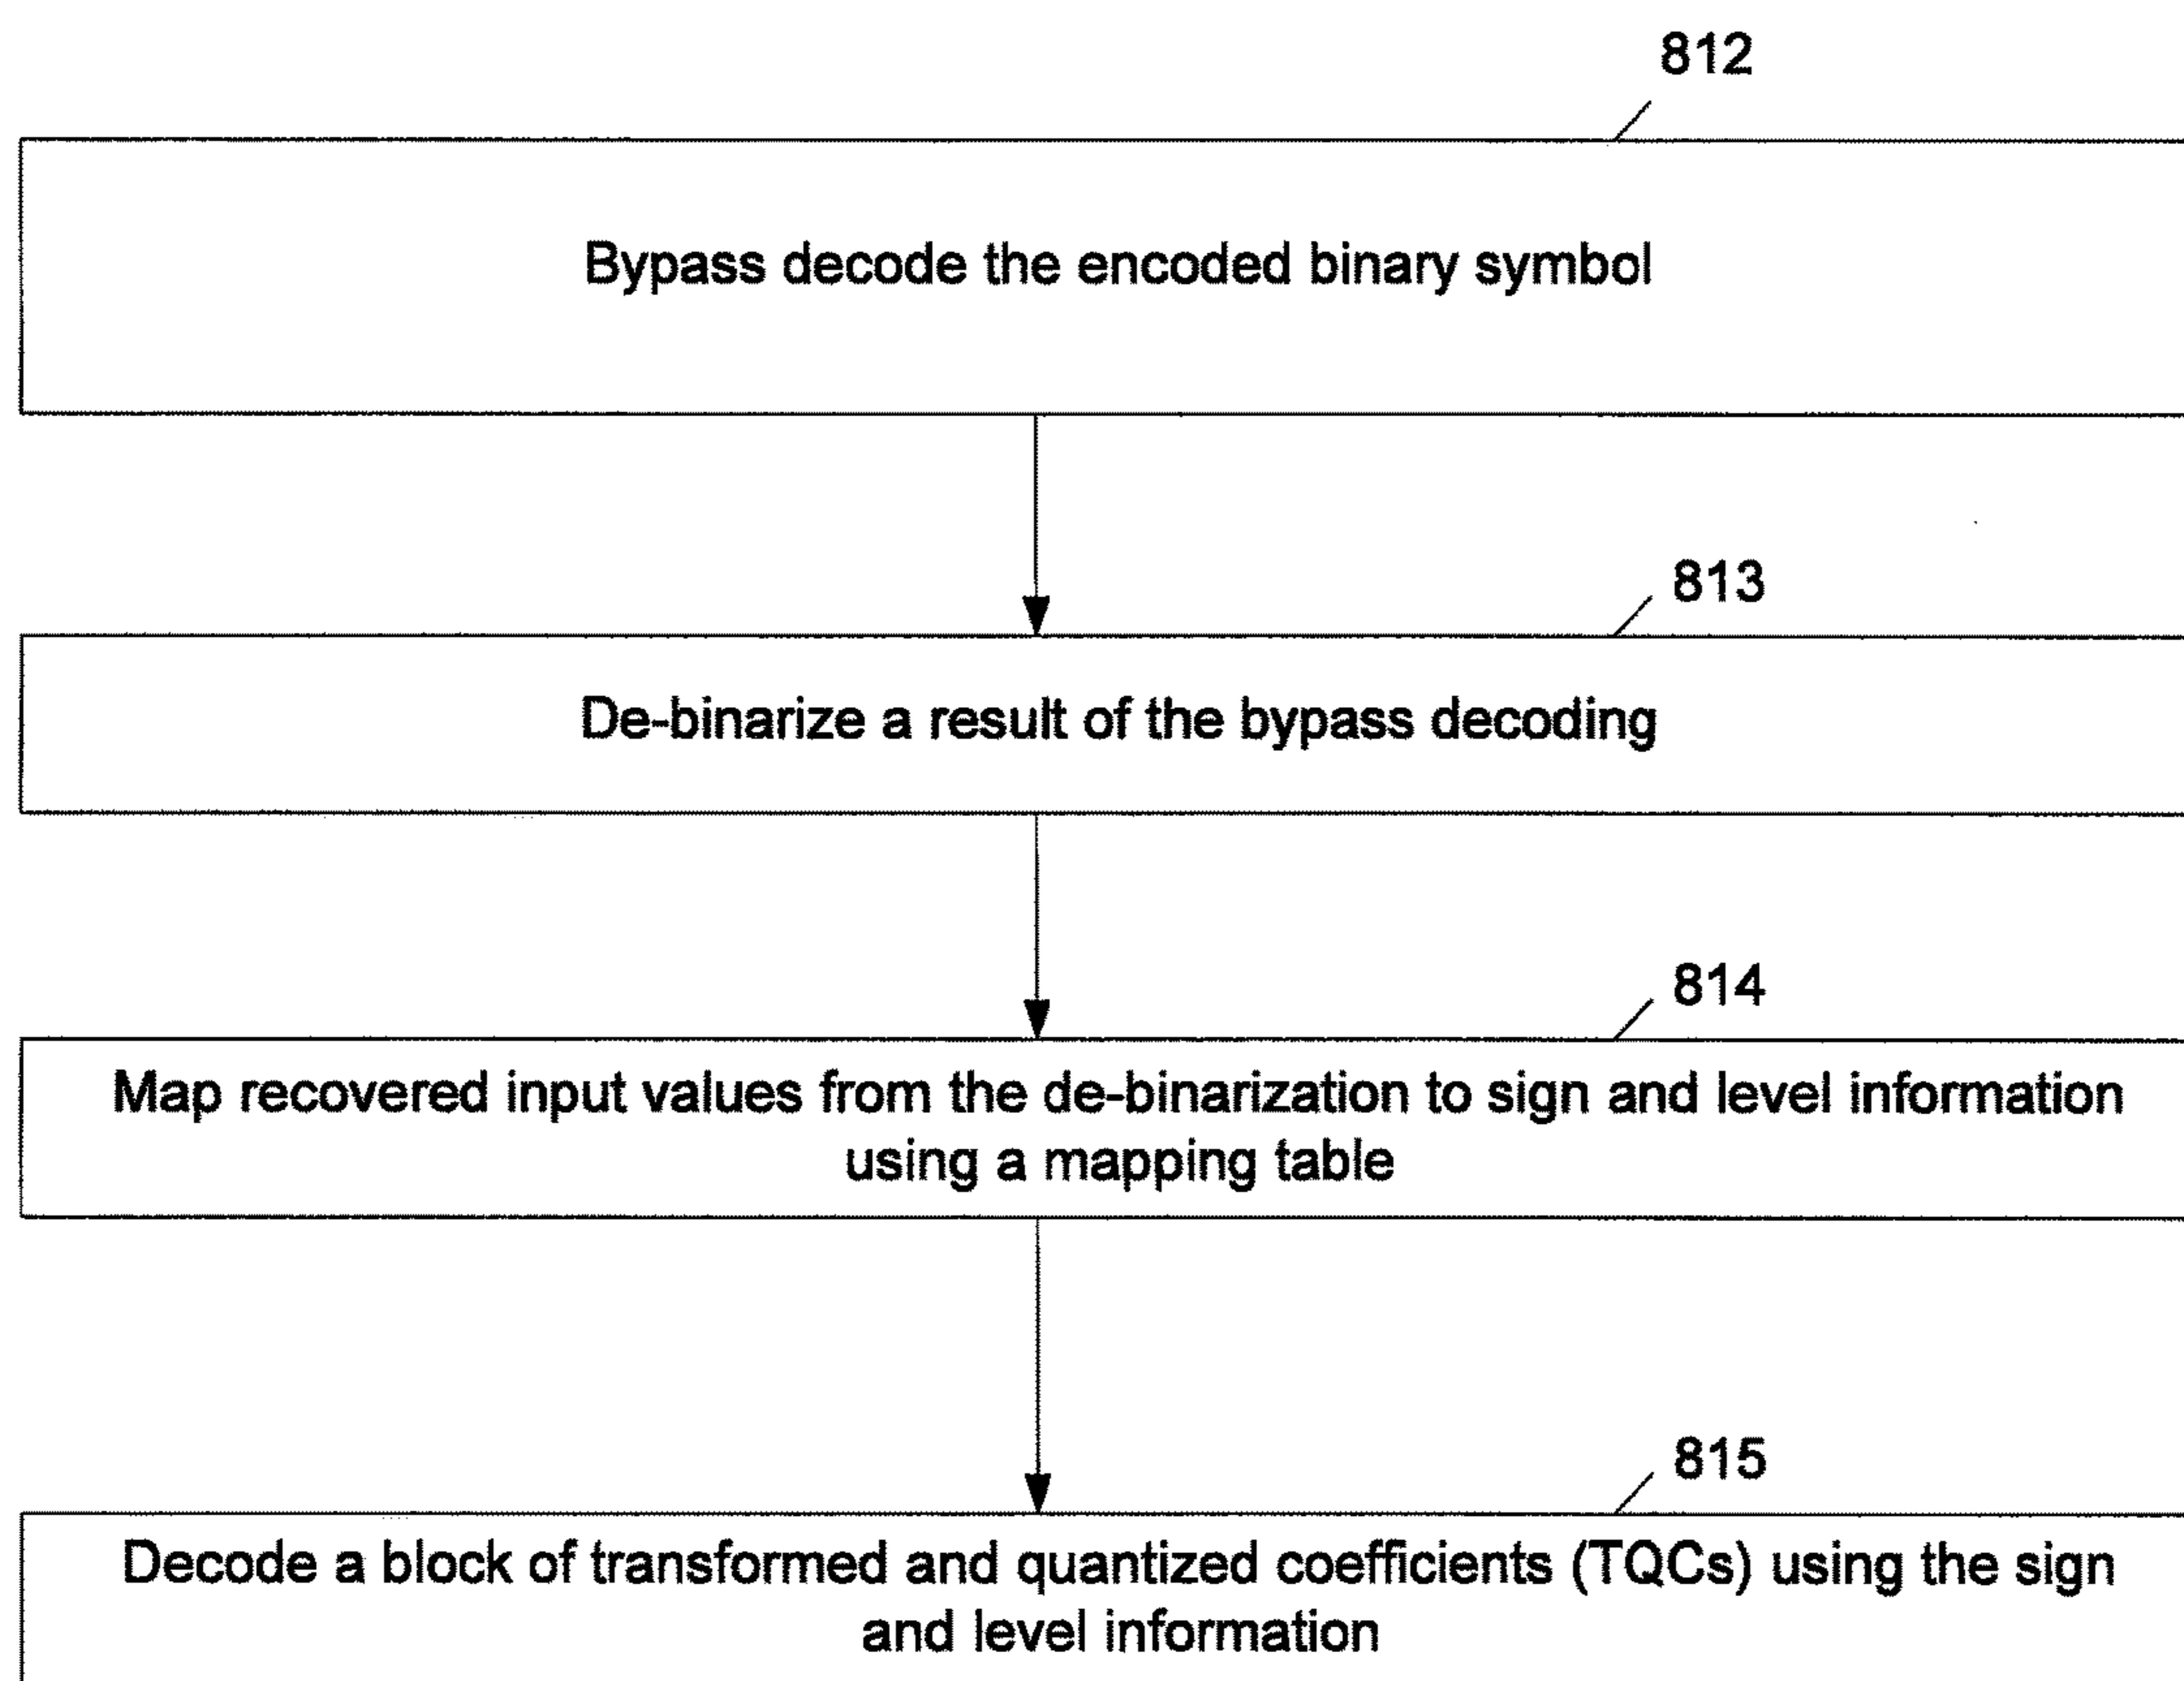 812
Bypass decode the encoded binary symbol
813
De-binarize a result of the bypass decoding
814
Map recovered input values from the de-binarization to sign and level information
using a mapping table
815
Decode a block of transformed and quantized coefficients (TQCs) using the sign
and level information